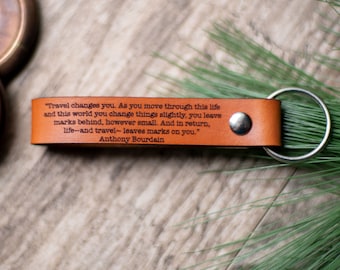 "Travel changes you. As you move through this life
and this world you change things slightly, you leave
marks behind, however small. And in return,
life—and travel—leaves marks on you."
Anthony Bourdain